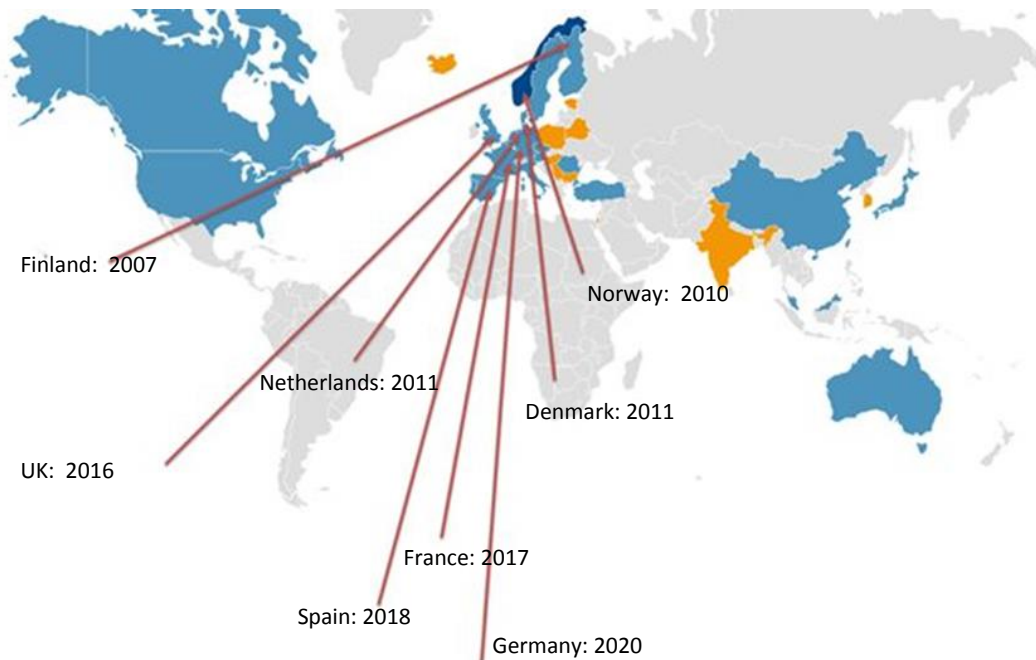 Finland: 2007
Norway: 2010
Netherlands: 2011
Denmark: 2011
UK: 2016
France: 2017
Spain: 2018
Germany: 2020